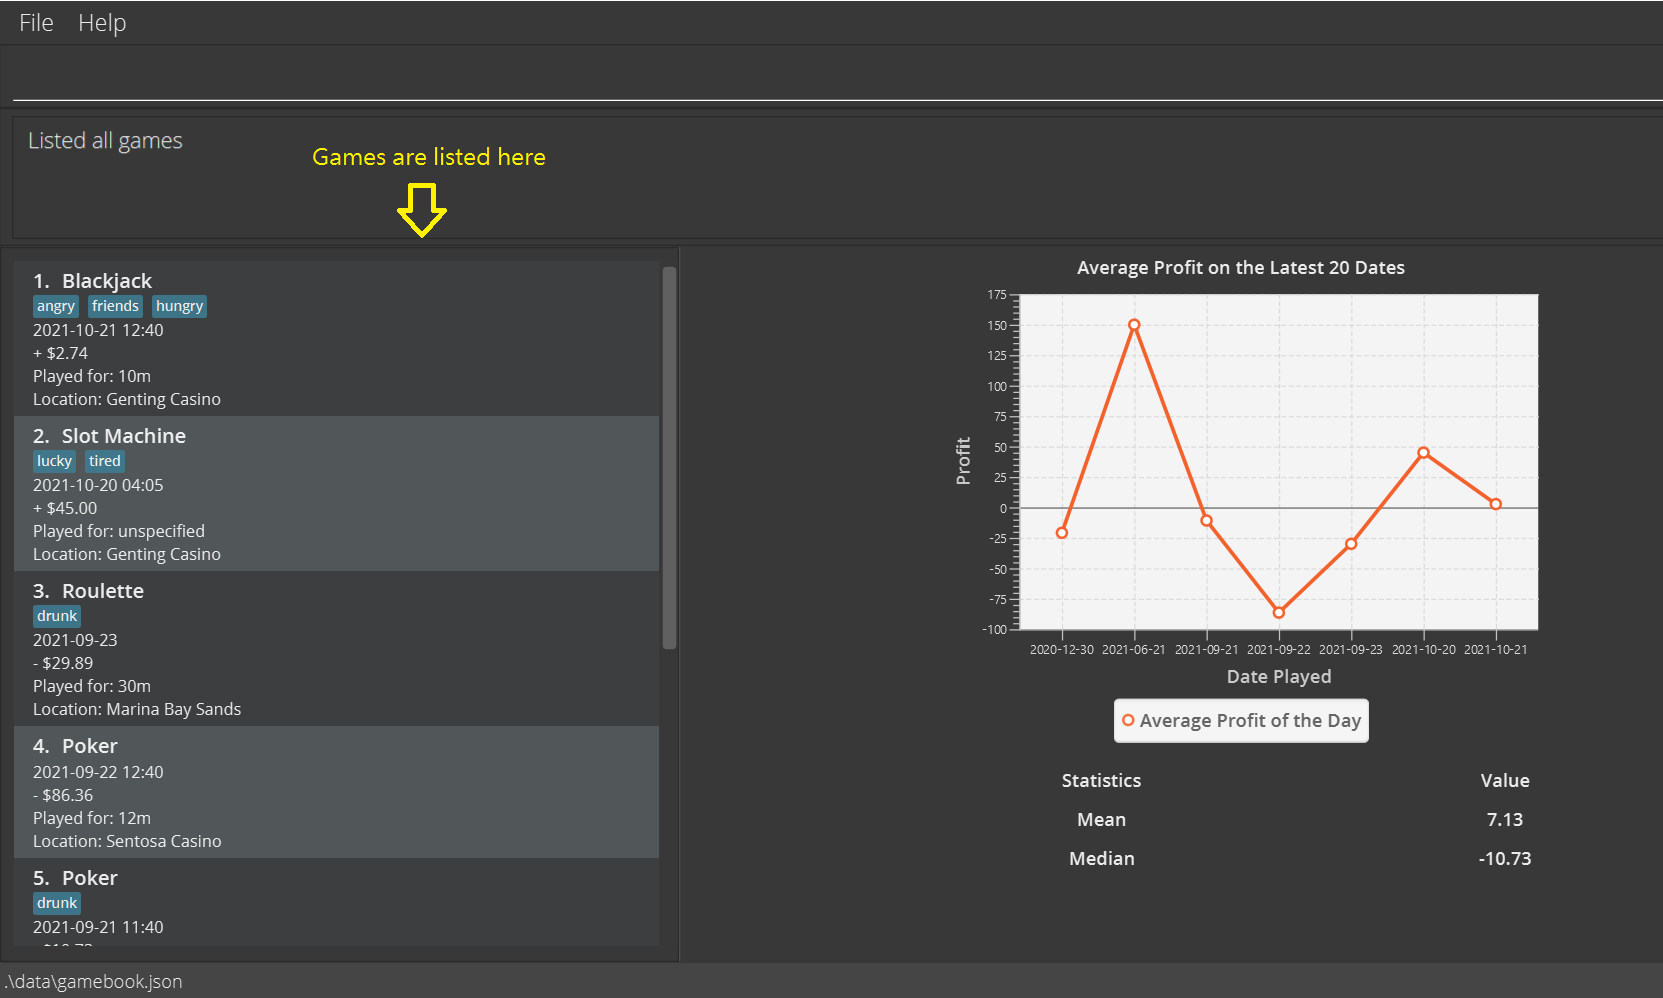 File Help
Listed all games
Games are listed here
1. Blackjack
angry friends hungry
2021-10-21 12:40
+ $2.74
Played for: 10m
Location: Genting Casino
2. Slot Machine
lucky tired
2021-10-20 04:05
+ $45.00
Played for: unspecified
Location: Genting Casino
3. Roulette
drunk
2021-09-23
- $29.89
Played for: 30m
Location: Marina Bay Sands
4. Poker
2021-09-22 12:40
- $86.36
Played for: 12m
Location: Sentosa Casino
5. Poker
drunk
2021-09-21 11:40
Average Profit on the Latest 20 Dates
175
150
125
100
75
50
25
0
-25
-50
-75
-100
Profit
2020-12-30 2021-06-21 2021-09-21 2021-09-22 2021-09-23 2021-10-20 2021-10-21
Date Played
Average Profit of the Day
Statistics Value
Mean 7.13
Median -10.73
.\data\gamebook.json